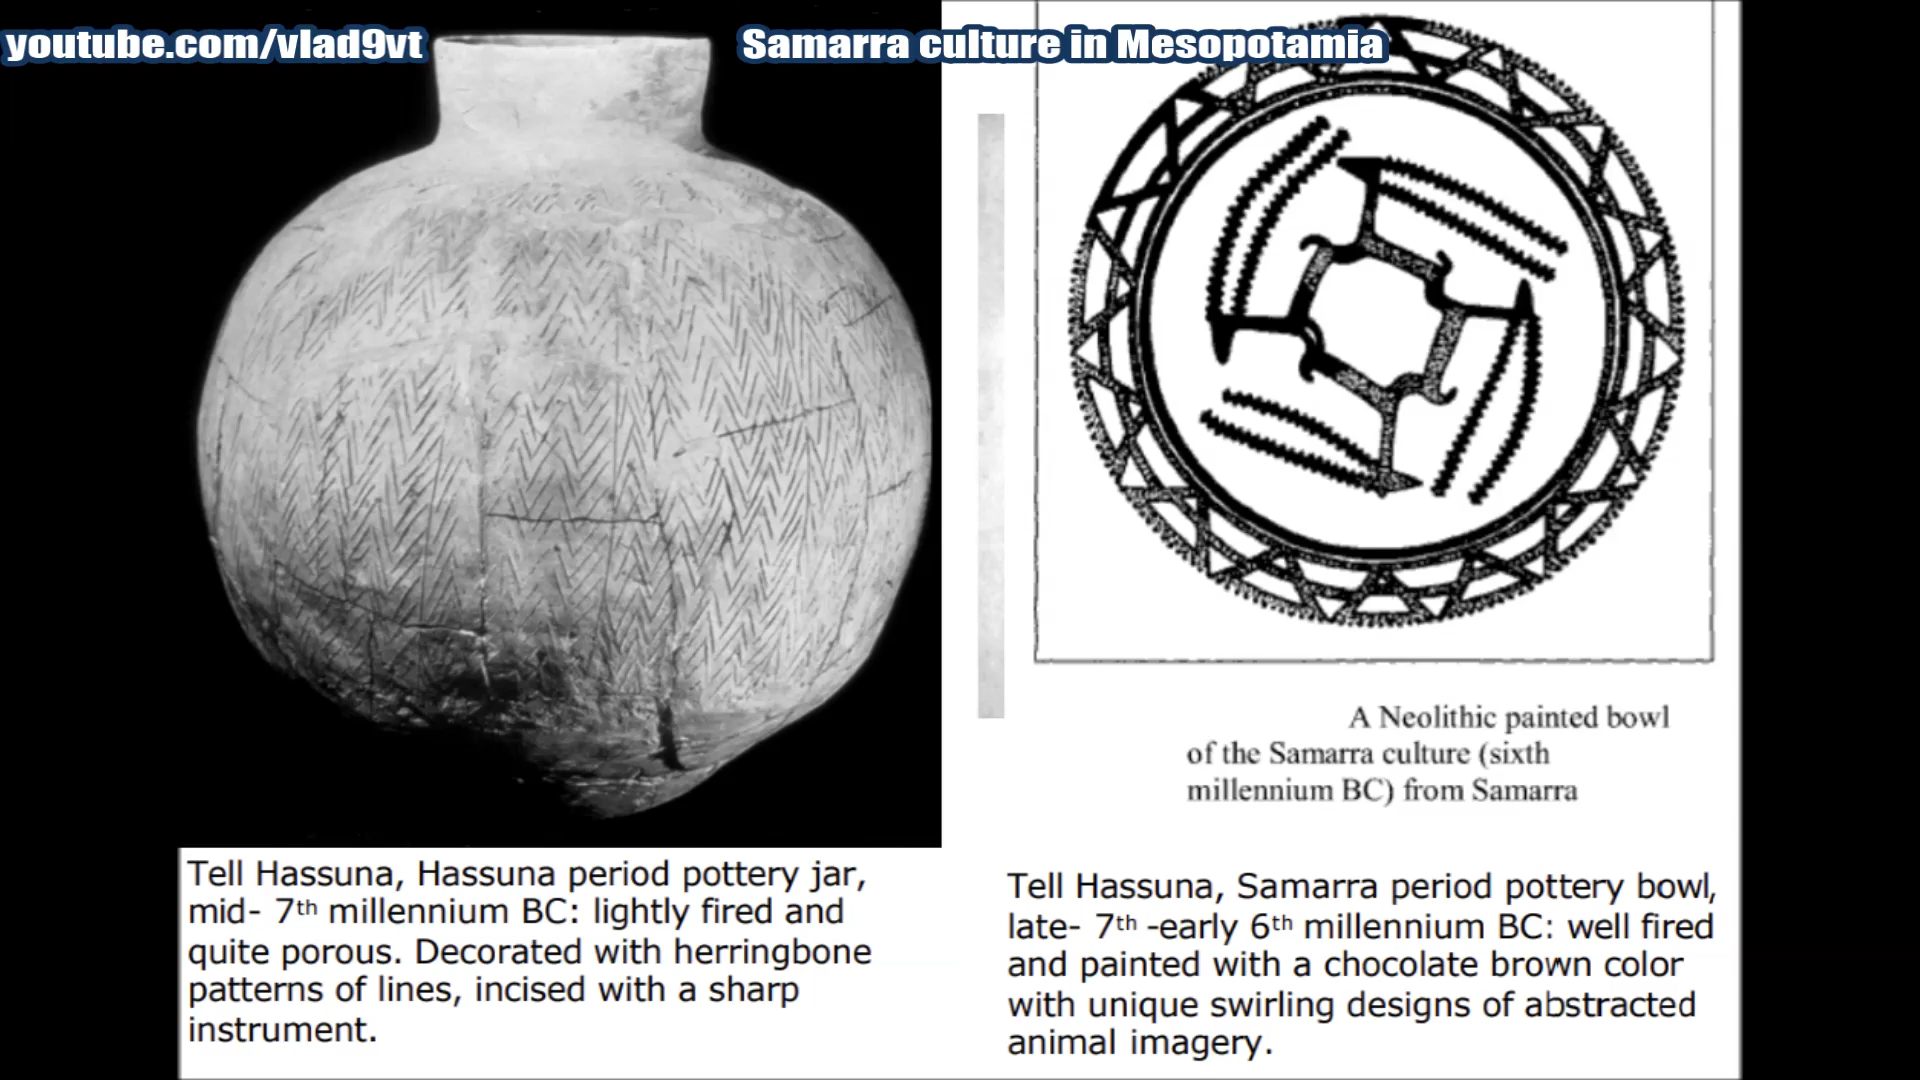 youtube.com/vlad9vt
Samarra culture in Mesopotamia
A Neolithic painted bowl
of the Samarra culture (sixth
millennium BC) from Samarra
Tell Hassuna, Hassuna period pottery jar,
mid- 7th millennium BC: lightly fired and
quite porous. Decorated with herringbone
patterns of lines, incised with a sharp
instrument.
Tell Hassuna, Samarra period pottery bowl,
late- 7th -early 6th millennium BC: well fired
and painted with a chocolate brown color
with unique swirling designs of abstracted
animal imagery.